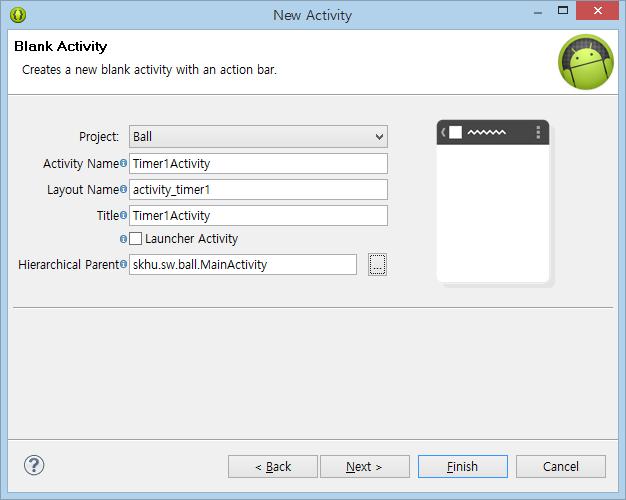 New Activity
Blank Activity
Creates a new blank activity with an action bar.
Project: Ball
Activity Name Timer1Activity
Layout Name activity_timer1
Title Timer1Activity
Launcher Activity
Hierarchical Parent skhu.sw.ball.MainActivity ...
? < Back Next > Finish Cancel